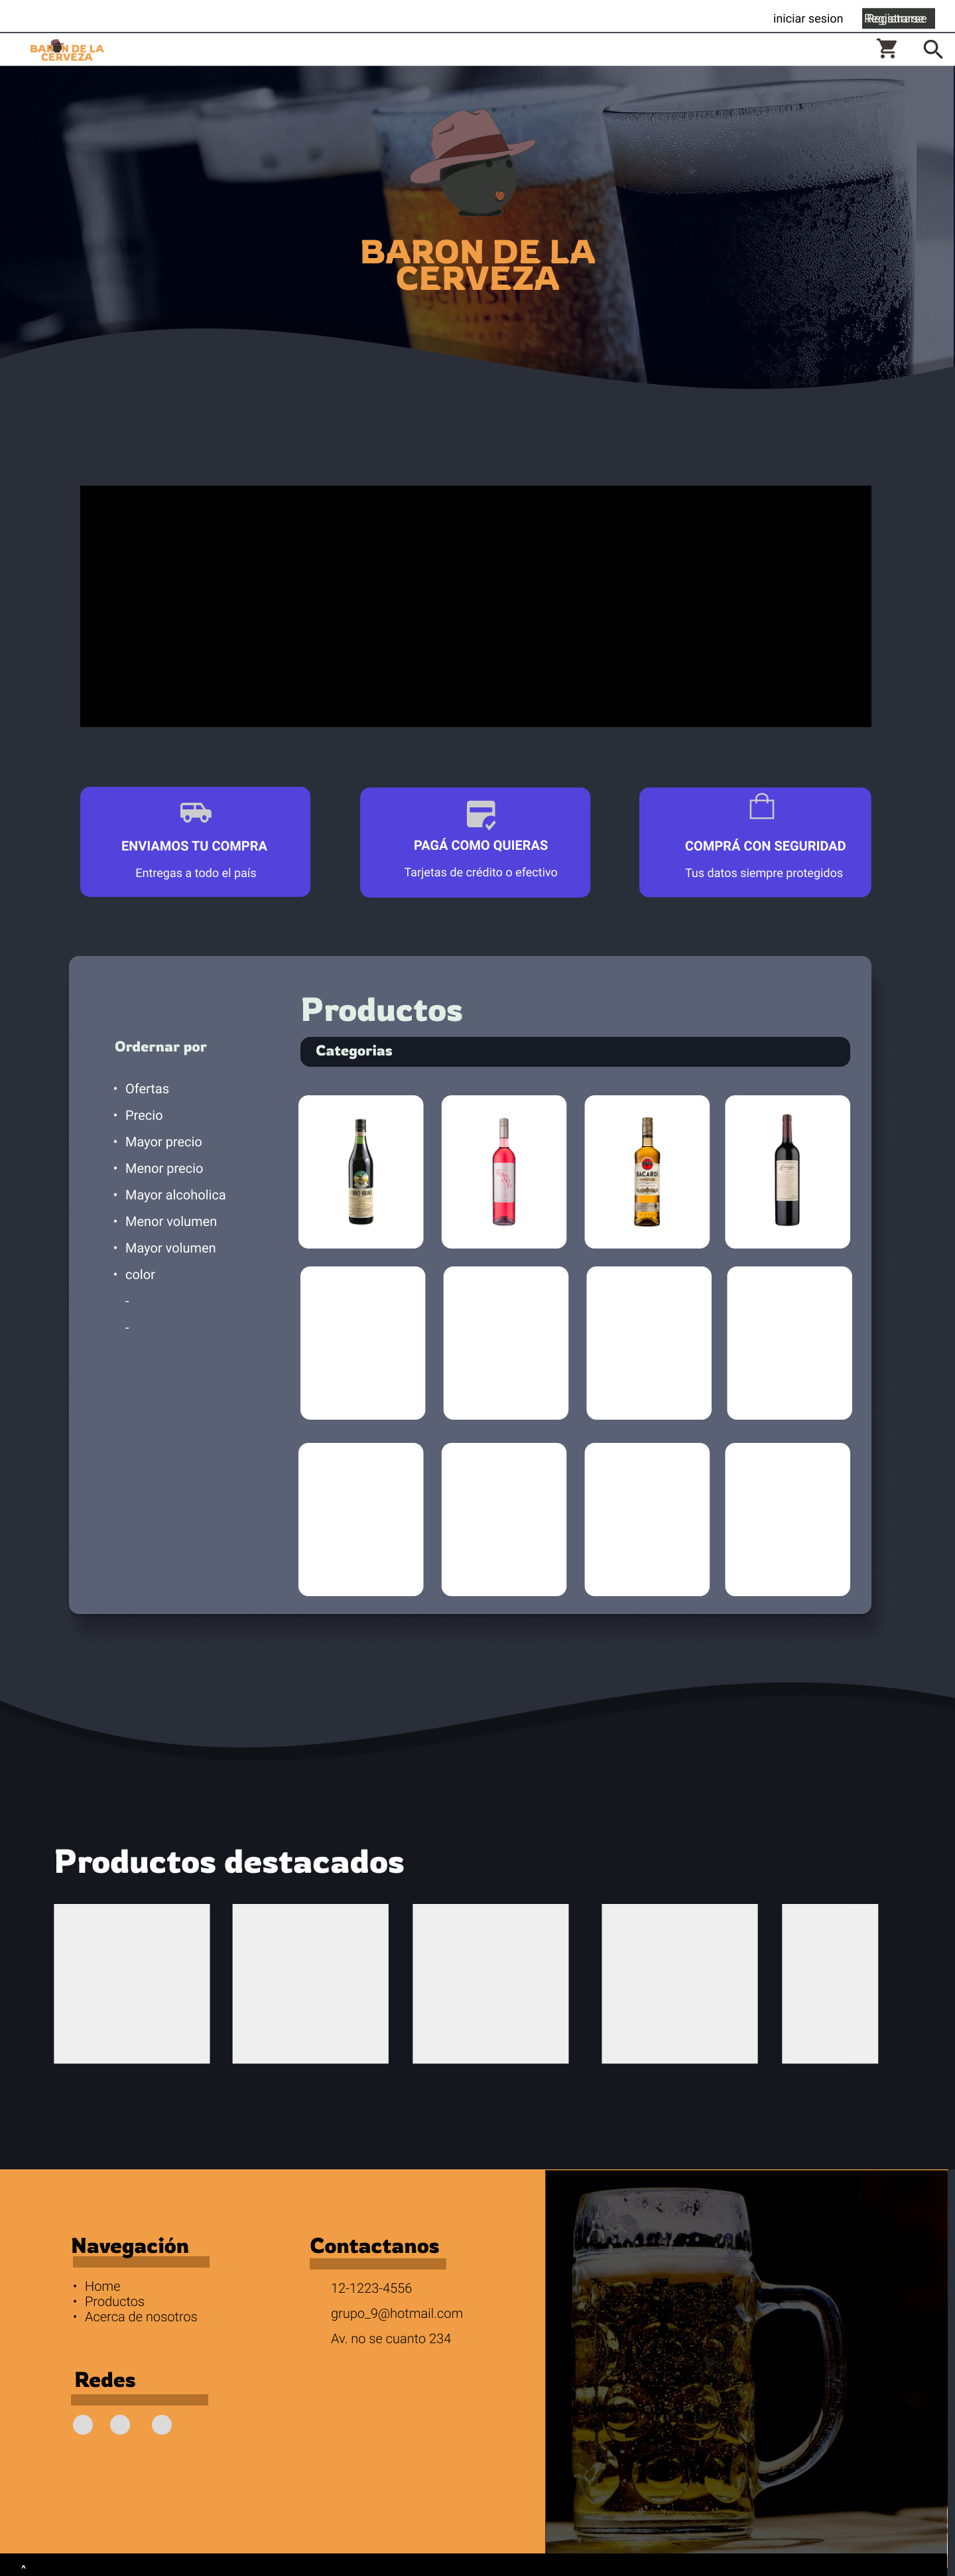 iniciar sesion
Registrarse
BARON DE LA
CERVEZA
BARON DE LA
CERVEZA
ENVIAMOS TU COMPRA
Entregas a todo el país
PAGÁ COMO QUIERAS
Tarjetas de crédito o efectivo
COMPRÁ CON SEGURIDAD
Tus datos siempre protegidos
Productos
Ordernar por
Categorias
• Ofertas
• Precio
• Mayor precio
• Menor precio
• Mayor alcoholica
• Menor volumen
• Mayor volumen
• color
-
-
BACARDI
Productos destacados
Navegación
• Home
• Productos
• Acerca de nosotros
Redes
Contactanos
12-1223-4556
grupo_9@hotmail.com
Av. no se cuanto 234